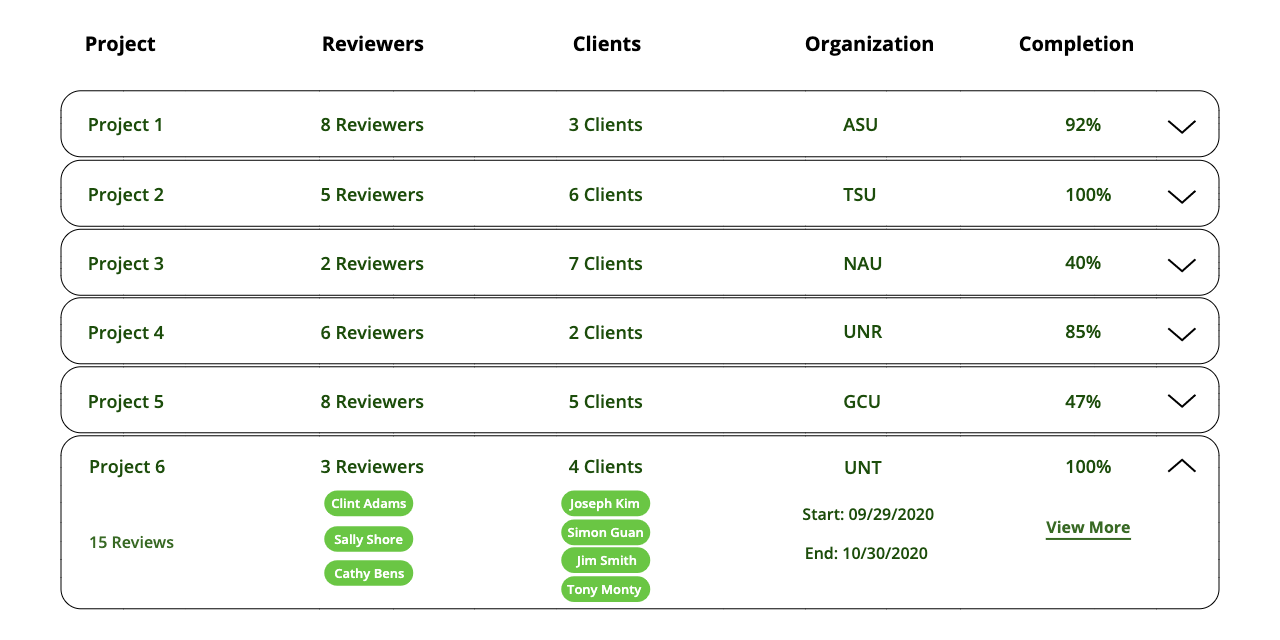 Project Reviewers Clients Organization Completion
Project 1 8 Reviewers 3 Clients ASU 92%
Project 2 5 Reviewers 6 Clients TSU 100%
Project 3 2 Reviewers 7 Clients NAU 40%
Project 4 6 Reviewers 2 Clients UNR 85%
Project 5 8 Reviewers 5 Clients GCU 47%
Project 6 3 Reviewers 4 Clients UNT 100%
15 Reviews
Clint Adams
Sally Shore
Cathy Bens
Joseph Kim
Simon Guan
Jim Smith
Tony Monty
Start: 09/29/2020
End: 10/30/2020
View More